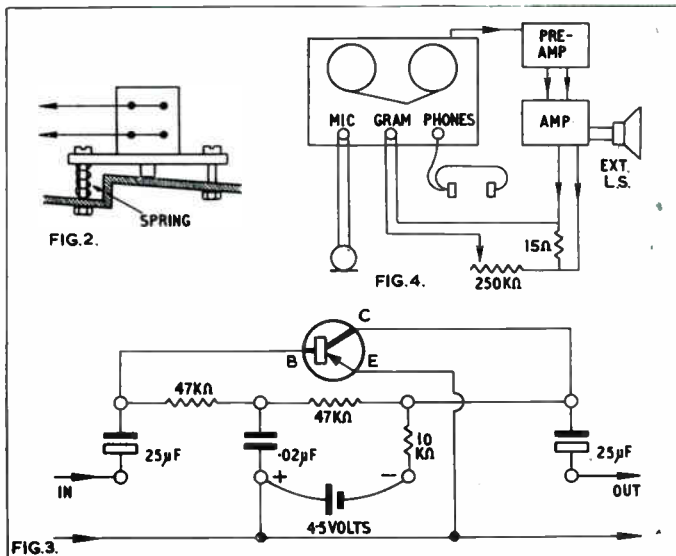 PRE-
AMP
MIC GRAM PHONES
AMP
EXT.
L.S.
SPRING
FIG.2.
15Ω
250KΩ
FIG.4.
C
B
E
47KΩ
47KΩ
25µF
·02µF
10
KΩ
25µF
IN
+
−
OUT
4·5VOLTS
FIG.3.